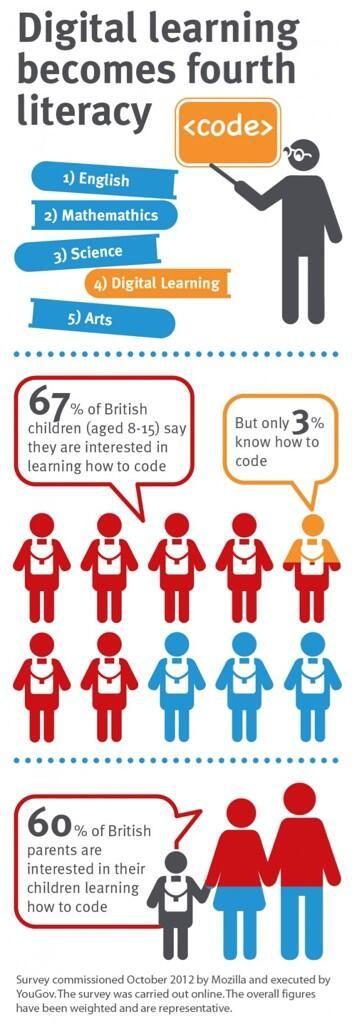 Digital learning
becomes fourth
literacy
<code>
1) English
2) Mathemathics
3) Science
4) Digital Learning
5) Arts
67% of British
children (aged 8-15) say
they are interested in
learning how to code
But only 3%
know how to
code
60% of British
parents are
interested in their
children learning
how to code
Survey commissioned October 2012 by Mozilla and executed by
YouGov. The survey was carried out online. The overall figures
have been weighted and are representative.